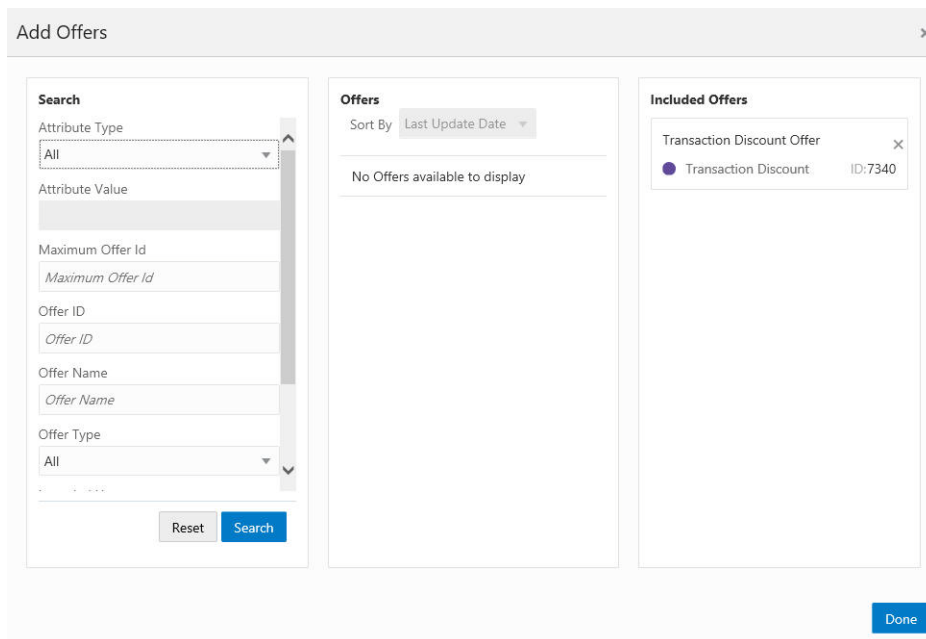 Add Offers
Search
Attribute Type
All
Attribute Value
Maximum Offer Id
Maximum Offer Id
Offer ID
Offer ID
Offer Name
Offer Name
Offer Type
All
Reset
Search
Offers
Sort By Last Update Date
No Offers available to display
Included Offers
Transaction Discount Offer
Transaction Discount ID:7340
Done